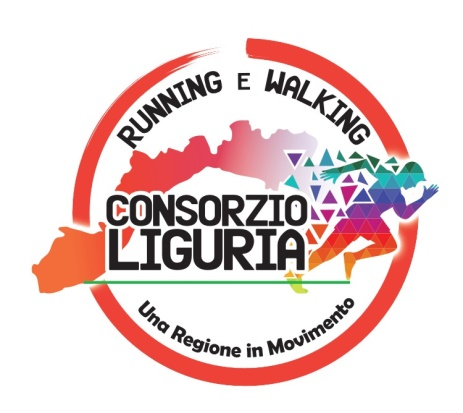 RUNNING E WALKING
CONSORZIO
LIGURIA
Una Regione in Movimento